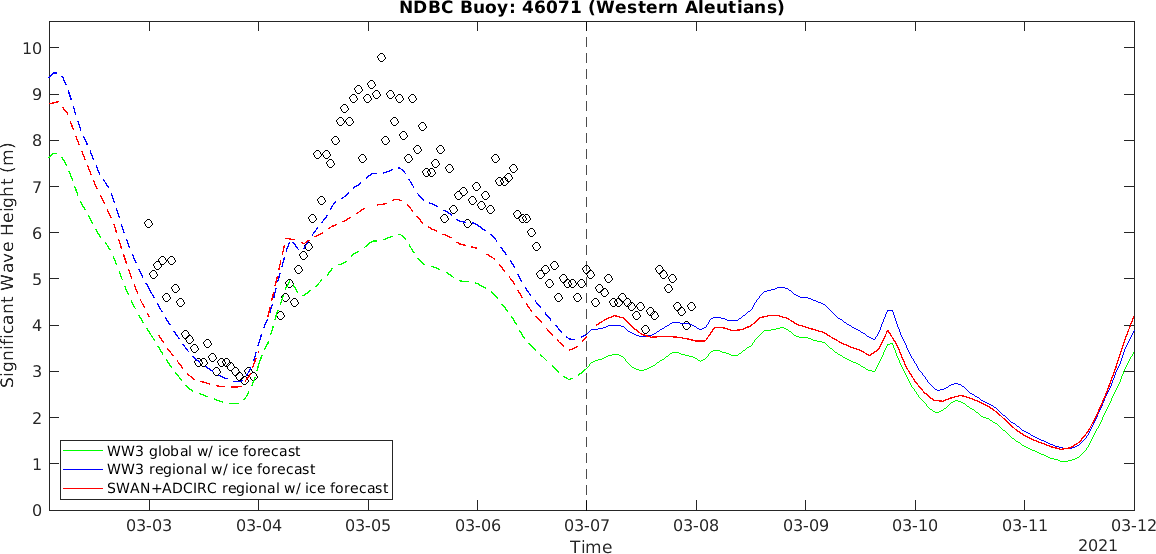 NDBC Buoy: 46071 (Western Aleutians)
Significant Wave Height (m)
10
9
8
7
6
5
4
3
2
1
0
WW3 global w/ ice forecast
WW3 regional w/ ice forecast
SWAN+ADCIRC regional w/ ice forecast
03-03 03-04 03-05 03-06 03-07 03-08 03-09 03-10 03-11 03-12
Time
2021